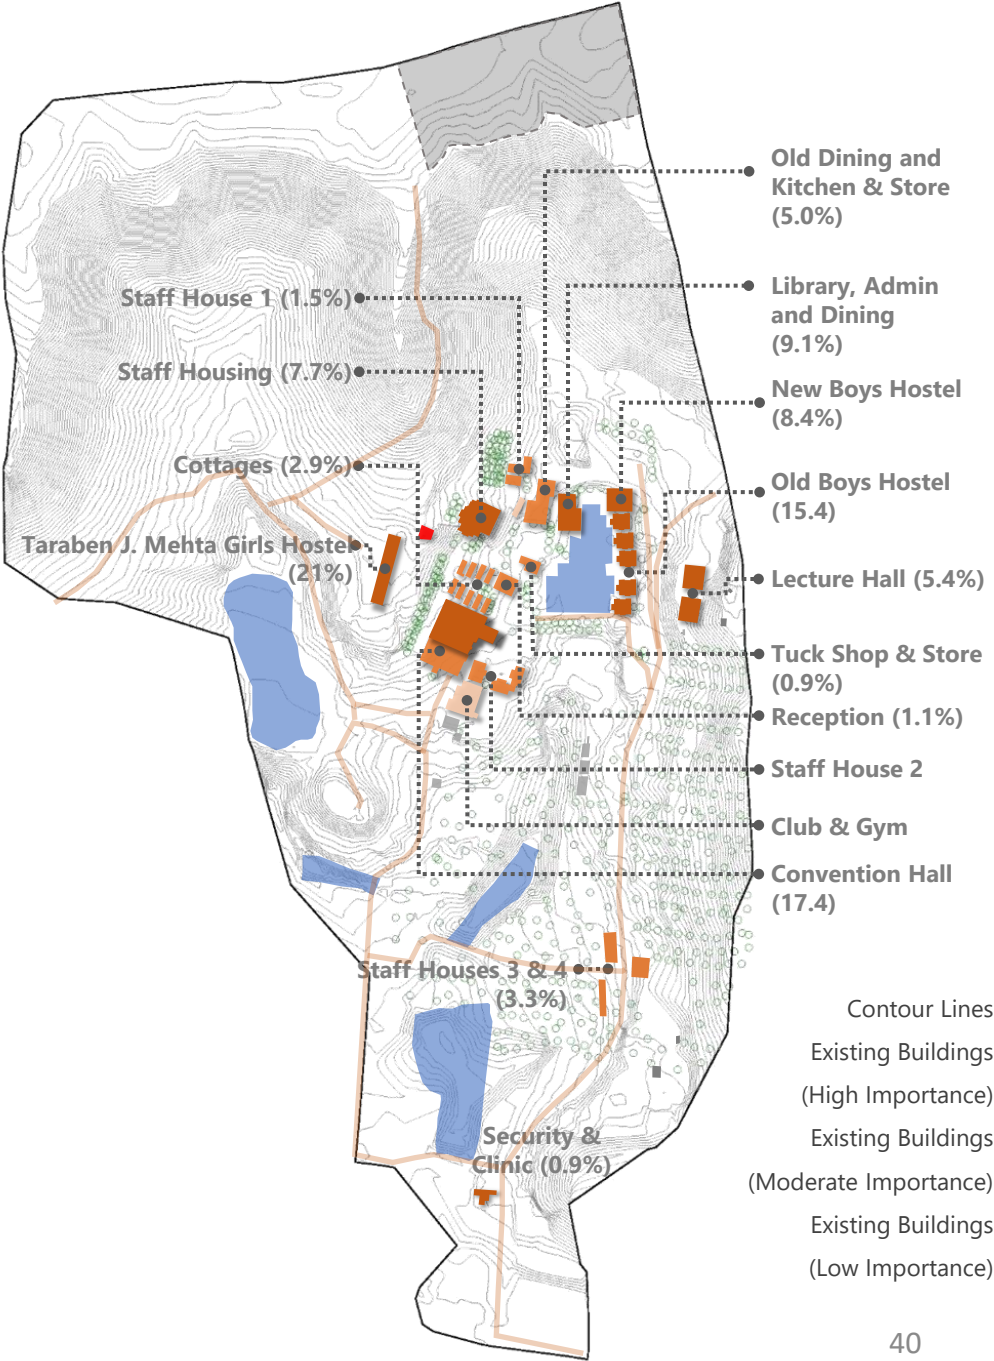 Old Dining and
Kitchen & Store
(5.0%)
Staff House 1 (1.5%)
Library, Admin
and Dining
(9.1%)
Staff Housing (7.7%)
New Boys Hostel
(8.4%)
Cottages (2.9%)
Old Boys Hostel
(15.4)
Taraben J. Mehta Girls Hostel
(21%)
Lecture Hall (5.4%)
Tuck Shop & Store
(0.9%)
Reception (1.1%)
Staff House 2
Club & Gym
Convention Hall
(17.4)
Staff Houses 3 & 4
(3.3%)
Contour Lines
Existing Buildings
(High Importance)
Existing Buildings
(Moderate Importance)
Existing Buildings
(Low Importance)
Security &
Clinic (0.9%)
40